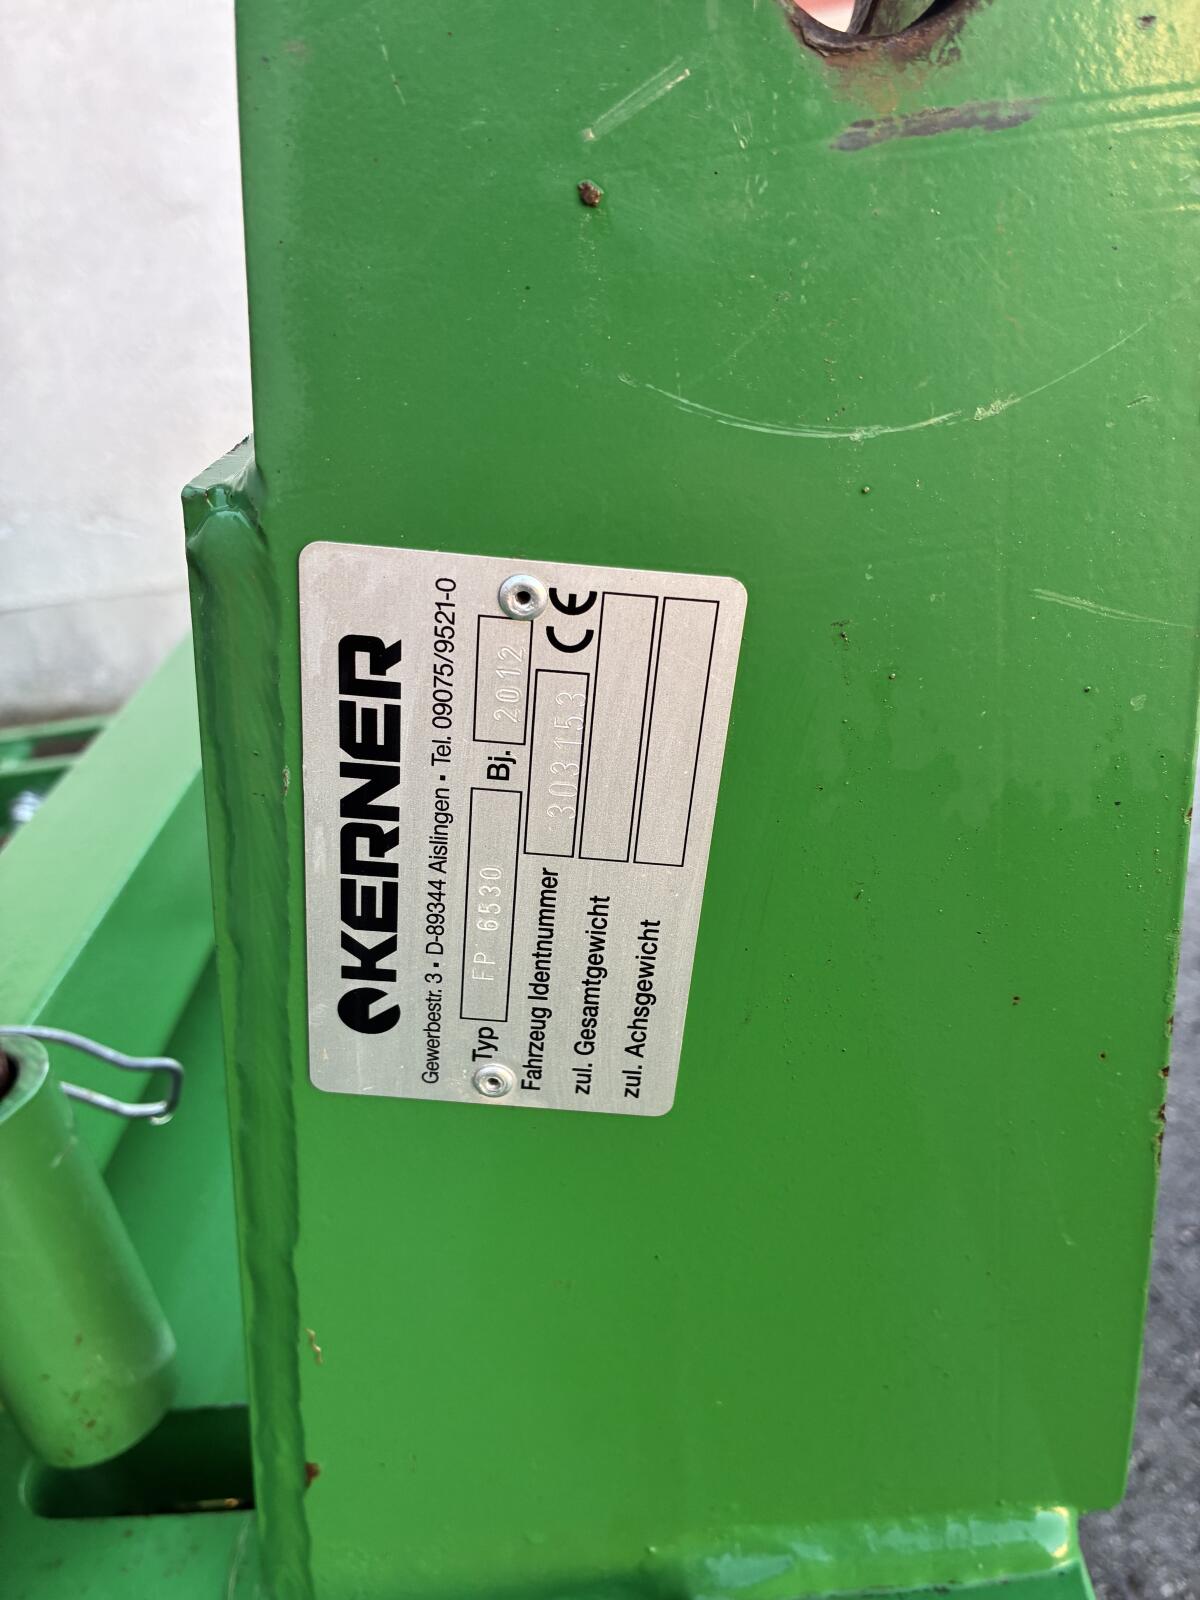 KERNER
Gewerbestr. 3 • D-89344 Aislingen • Tel. 09075/9521-0
Typ FP 6530 Bj. 2012
Fahrzeug Identnummer 303153 CE
zul. Gesamtgewicht
zul. Achsgewicht